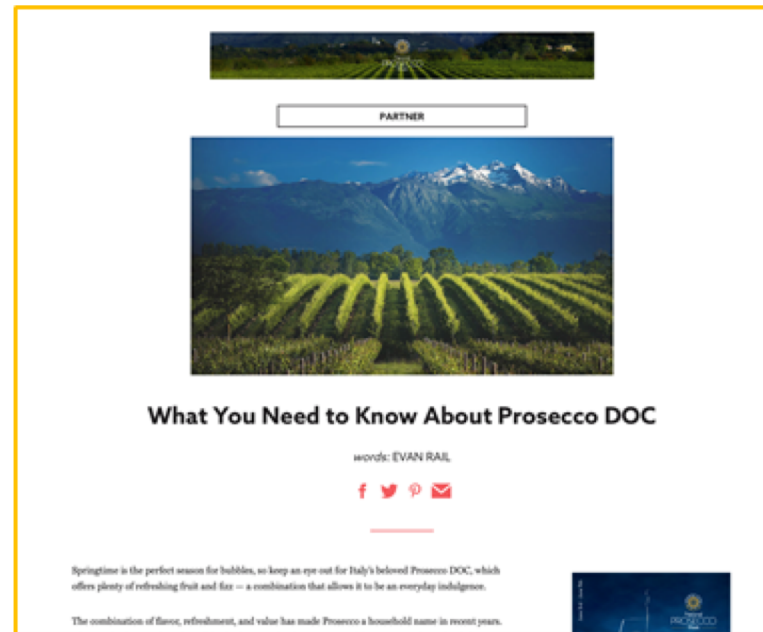 PROSECCO
PARTNER
What You Need to Know About Prosecco DOC
words: EVAN RAIL
Springtime is the perfect season for bubbles, so keep an eye out for Italy's beloved Prosecco DOC, which
offers plenty of refreshing fruit and fizz — a combination that allows it to be an everyday indulgence.
The combination of flavor, refreshment, and value has made Prosecco a household name in recent years.
National
PROSECCO
Week